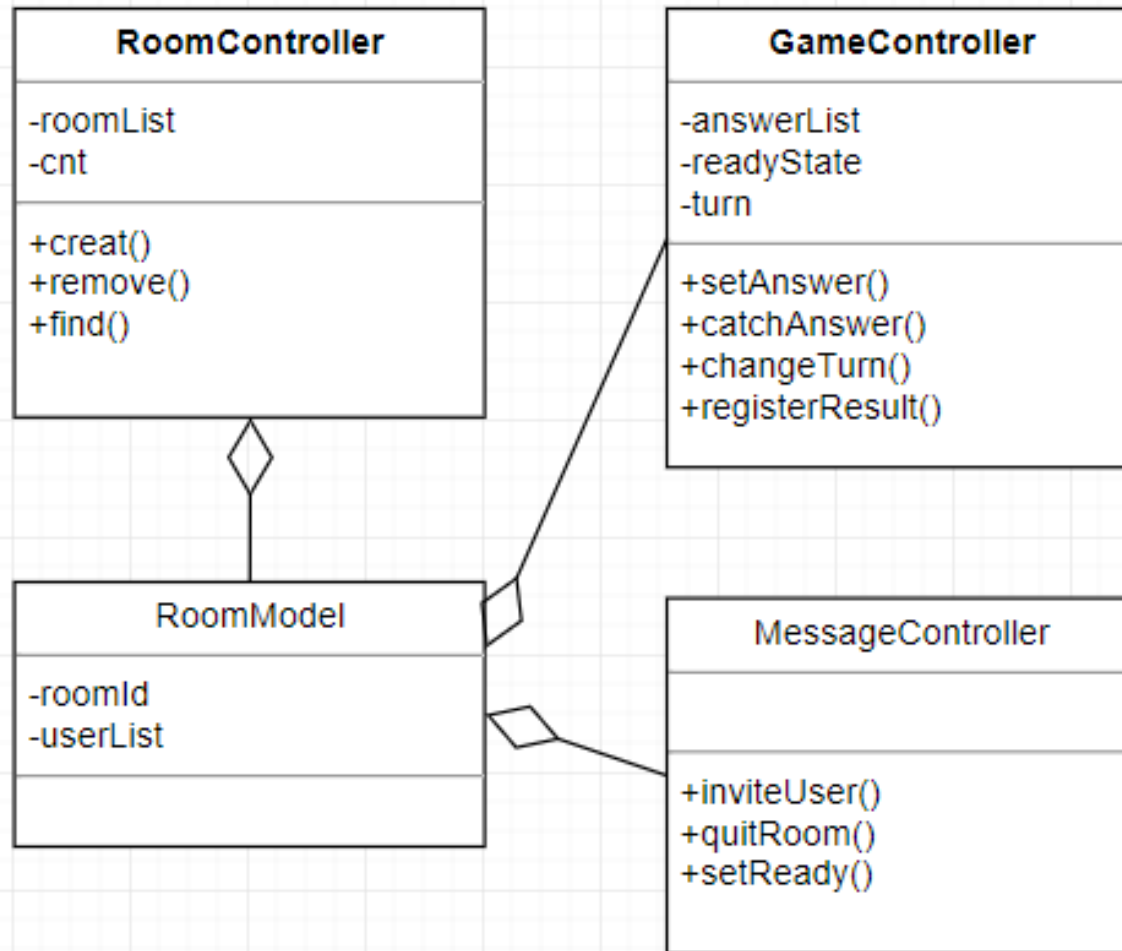 RoomController
-roomList
-cnt
+creat()
+remove()
+find()
GameController
-answerList
-readyState
-turn
+setAnswer()
+catchAnswer()
+changeTurn()
+registerResult()
RoomModel
-roomId
-userList
MessageController
+inviteUser()
+quitRoom()
+setReady()